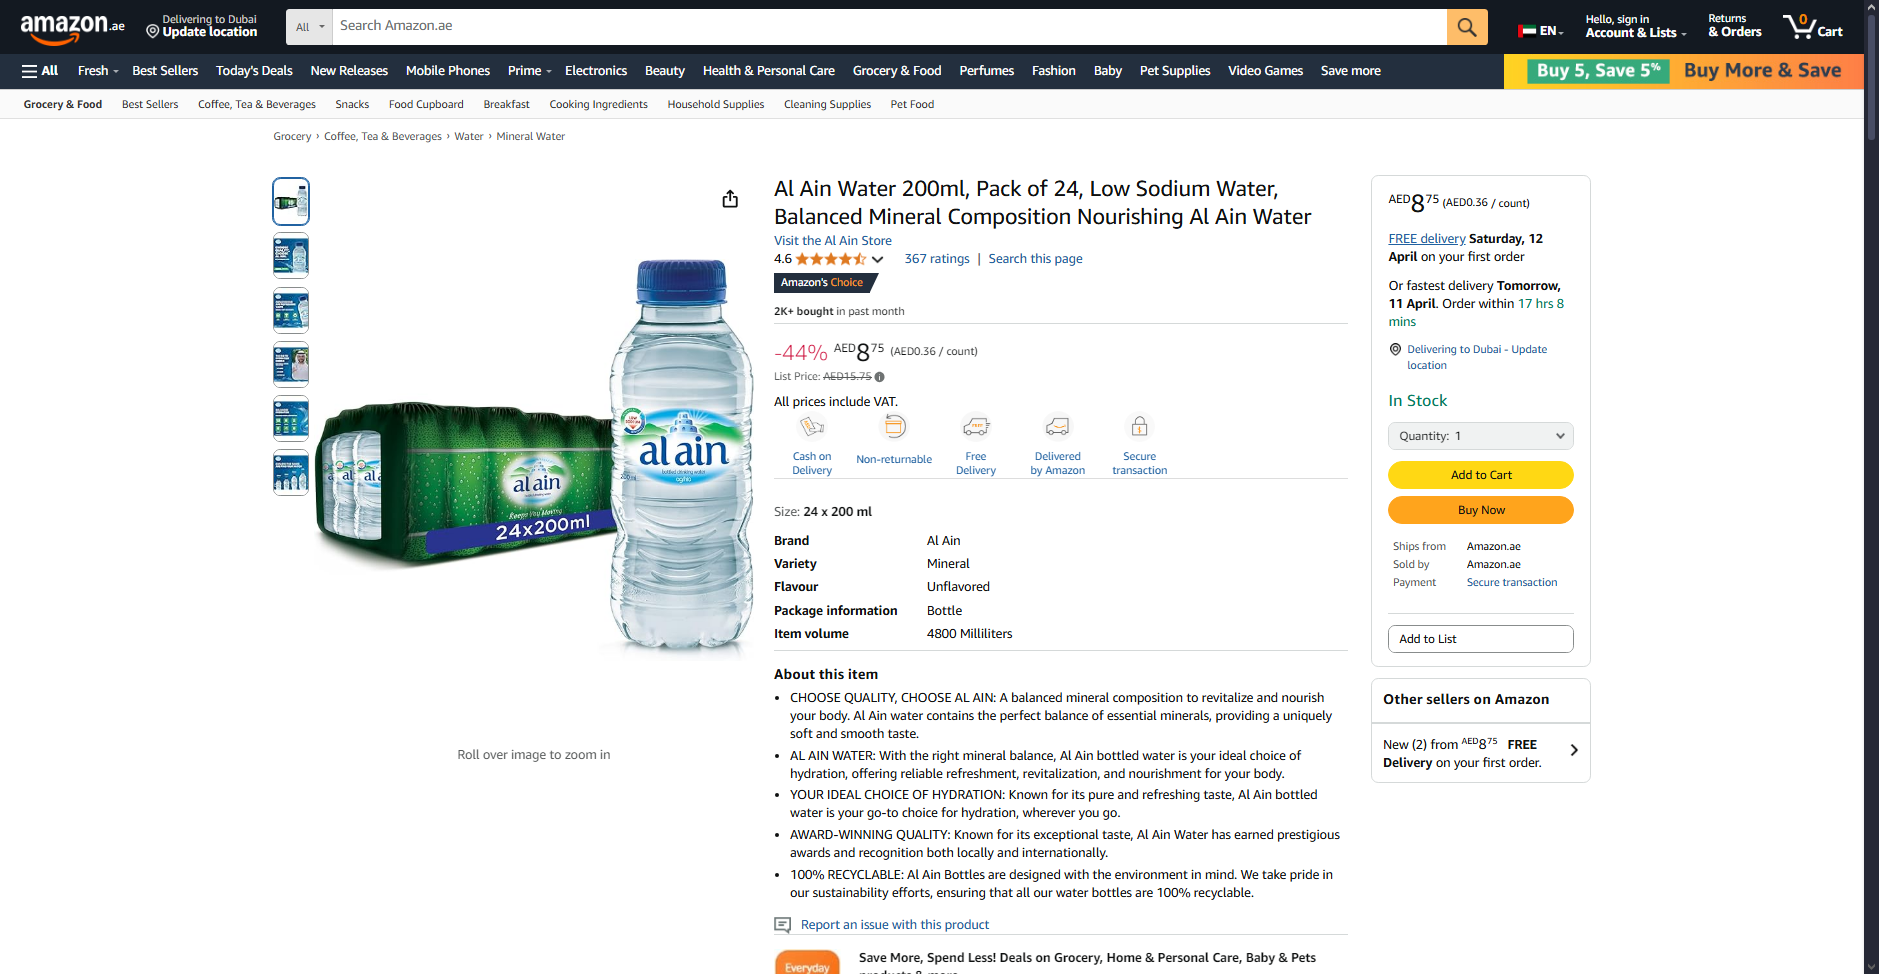 amazon.ae
Delivering to Dubai
Update location
All
Search Amazon.ae
EN
Hello, sign in
Account & Lists
Returns
& Orders
0
Cart
All
Fresh
Best Sellers
Today's Deals
New Releases
Mobile Phones
Prime
Electronics
Beauty
Health & Personal Care
Grocery & Food
Perfumes
Fashion
Baby
Pet Supplies
Video Games
Save more
Buy 5, Save 5%
Buy More & Save
Grocery & Food
Best Sellers
Coffee, Tea & Beverages
Snacks
Food Cupboard
Breakfast
Cooking Ingredients
Household Supplies
Cleaning Supplies
Pet Food
Grocery › Coffee, Tea & Beverages › Water › Mineral Water
al ain
24x200ml
Keeps You Moving
LOW SODIUM
al ain
bottled drinking water
200ml
Roll over image to zoom in
Al Ain Water 200ml, Pack of 24, Low Sodium Water,
Balanced Mineral Composition Nourishing Al Ain Water
Visit the Al Ain Store
4.6
367 ratings | Search this page
Amazon's Choice
2K+ bought in past month
-44% AED875 (AED0.36 / count)
List Price: AED15.75
All prices include VAT.
Cash on
Delivery
Non-returnable
Free
Delivery
Delivered
by Amazon
Secure
transaction
Size: 24 x 200 ml
Brand Al Ain
Variety Mineral
Flavour Unflavored
Package information Bottle
Item volume 4800 Milliliters
About this item
• CHOOSE QUALITY, CHOOSE AL AIN: A balanced mineral composition to revitalize and nourish
your body. Al Ain water contains the perfect balance of essential minerals, providing a uniquely
soft and smooth taste.
• AL AIN WATER: With the right mineral balance, Al Ain bottled water is your ideal choice of
hydration, offering reliable refreshment, revitalization, and nourishment for your body.
• YOUR IDEAL CHOICE OF HYDRATION: Known for its pure and refreshing taste, Al Ain bottled
water is your go-to choice for hydration, wherever you go.
• AWARD-WINNING QUALITY: Known for its exceptional taste, Al Ain Water has earned prestigious
awards and recognition both locally and internationally.
• 100% RECYCLABLE: Al Ain Bottles are designed with the environment in mind. We take pride in
our sustainability efforts, ensuring that all our water bottles are 100% recyclable.
Report an issue with this product
Everyday
Save More, Spend Less! Deals on Grocery, Home & Personal Care, Baby & Pets
AED875 (AED0.36 / count)
FREE delivery Saturday, 12
April on your first order
Or fastest delivery Tomorrow,
11 April. Order within 17 hrs 8
mins
Delivering to Dubai - Update
location
In Stock
Quantity: 1
Add to Cart
Buy Now
Ships from Amazon.ae
Sold by Amazon.ae
Payment Secure transaction
Add to List
Other sellers on Amazon
New (2) from AED875 FREE
Delivery on your first order.